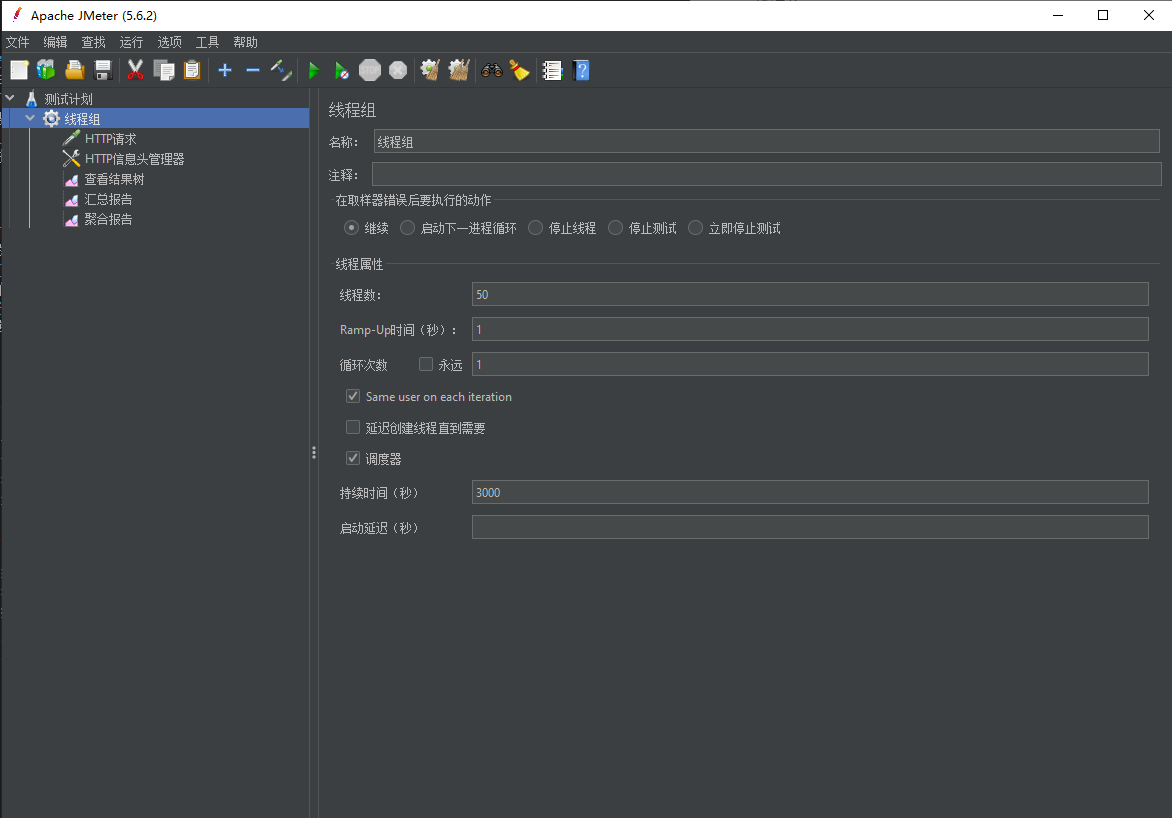 Apache JMeter (5.6.2)
文件 编辑 查找 运行 选项 工具 帮助
STOP
测试计划
线程组
HTTP请求
HTTP信息头管理器
查看结果树
汇总报告
聚合报告
线程组
名称： 线程组
注释：
在取样器错误后要执行的动作
继续 启动下一进程循环 停止线程 停止测试 立即停止测试
线程属性
线程数： 50
Ramp-Up时间（秒）： 1
循环次数 永远 1
Same user on each iteration
延迟创建线程直到需要
调度器
持续时间（秒） 3000
启动延迟（秒）